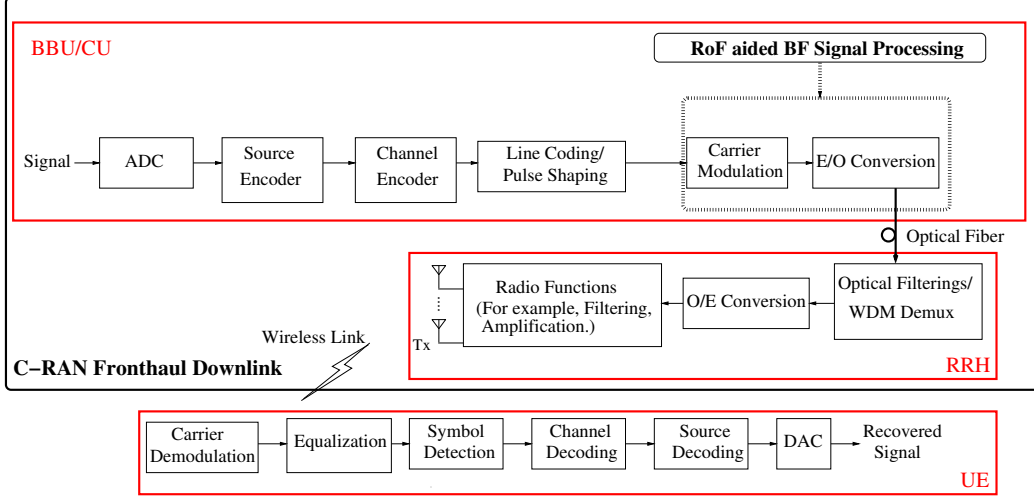 BBU/CU
RoF aided BF Signal Processing
Signal
ADC
Source
Encoder
Channel
Encoder
Line Coding/
Pulse Shaping
Carrier
Modulation
E/O Conversion
Optical Fiber
Radio Functions
(For example, Filtering,
Amplification.)
O/E Conversion
Optical Filterings/
WDM Demux
Tx
RRH
Wireless Link
C−RAN Fronthaul Downlink
Carrier
Demodulation
Equalization
Symbol
Detection
Channel
Decoding
Source
Decoding
DAC
Recovered
Signal
UE